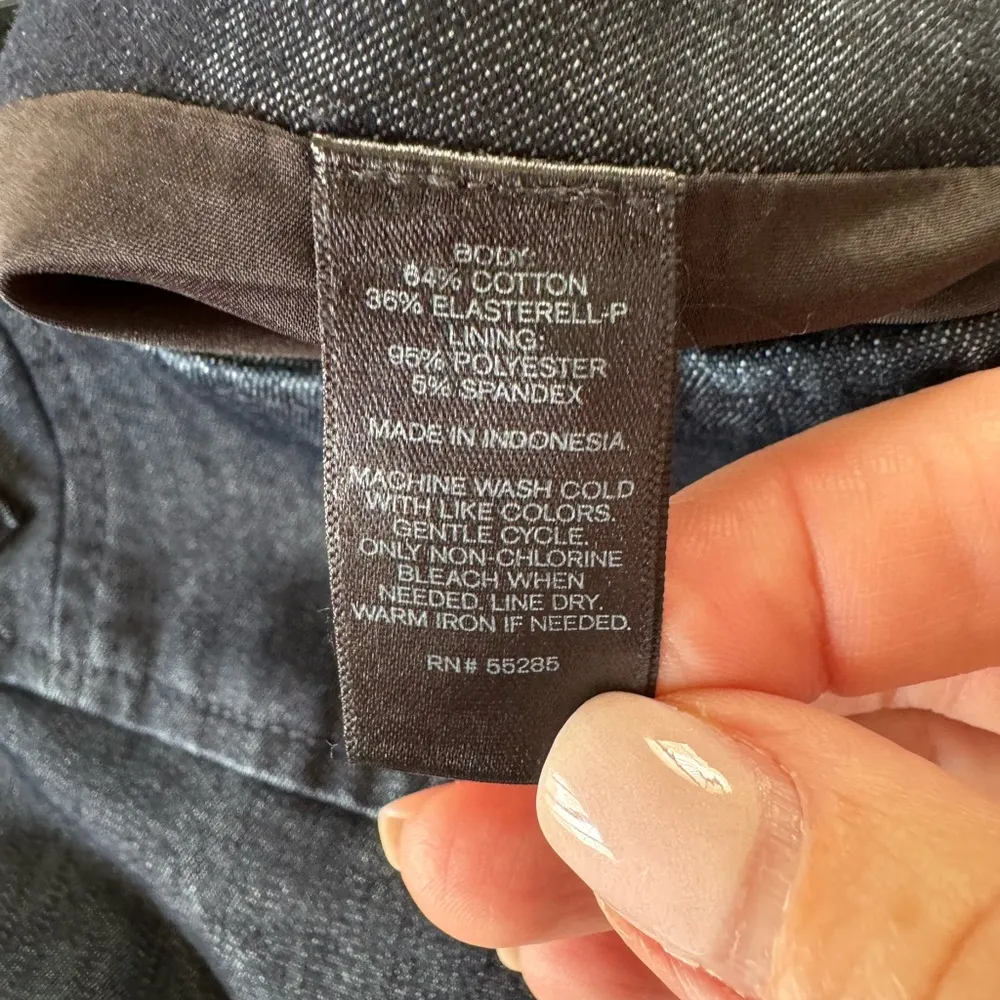 BODY:
64% COTTON
36% ELASTERELL-P
LINING:
95% POLYESTER
5% SPANDEX
MADE IN INDONESIA
MACHINE WASH COLD
WITH LIKE COLORS.
GENTLE CYCLE.
ONLY NON-CHLORINE
BLEACH WHEN
NEEDED. LINE DRY.
WARM IRON IF NEEDED.
RN# 55285